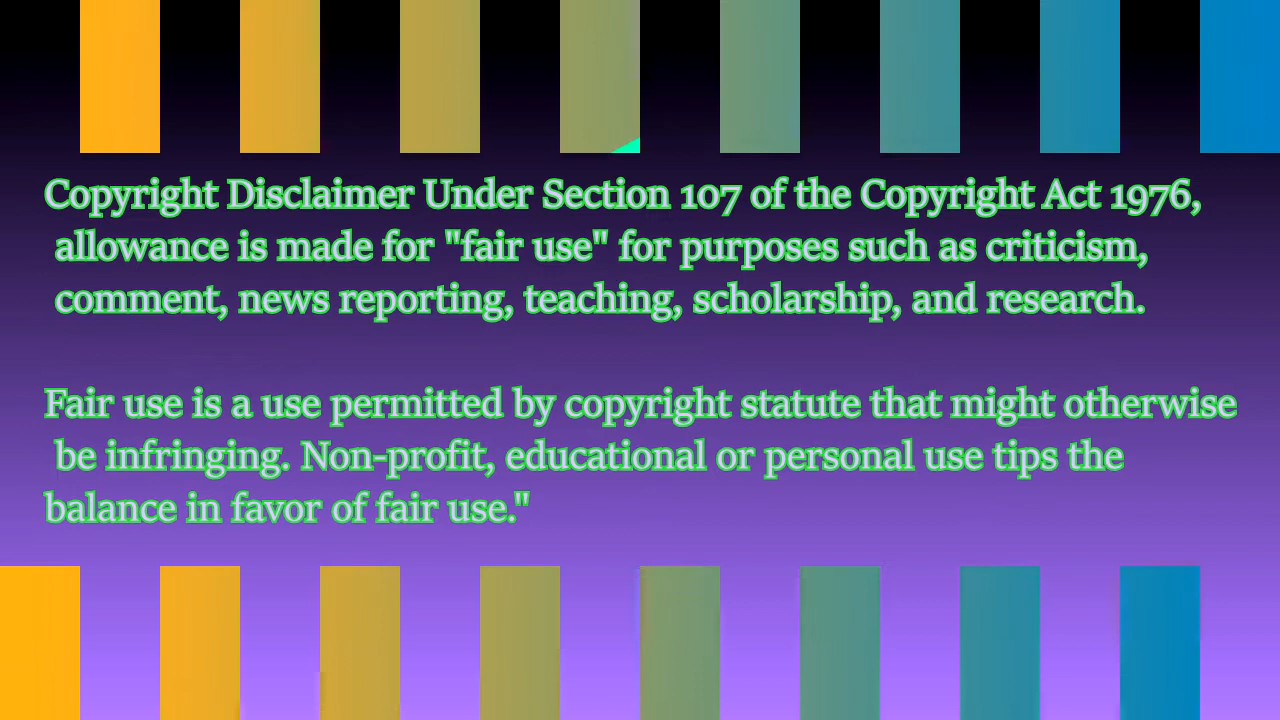 Copyright Disclaimer Under Section 107 of the Copyright Act 1976,
allowance is made for "fair use" for purposes such as criticism,
comment, news reporting, teaching, scholarship, and research.
Fair use is a use permitted by copyright statute that might otherwise
be infringing. Non-profit, educational or personal use tips the
balance in favor of fair use."